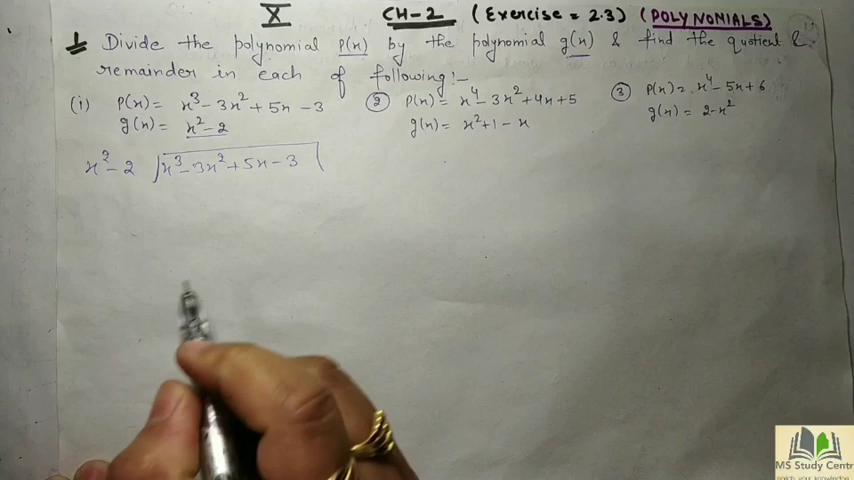 X CH-2 (Exercise = 2.3) (POLYNONIALS)
1 Divide the polynomial p(x) by the polynomial g(x) & find the quotient &
remainder in each of following:-
(i) p(x) = x³-3x²+5x-3 ② p(x) = x⁴-3x²+4x+5 ③ p(x) = x⁴-5x+6
g(x) = x²-2 g(x) = x²+1-x g(x) = 2-x²
x²-2 x³-3x²+5x-3
MS Study Centr